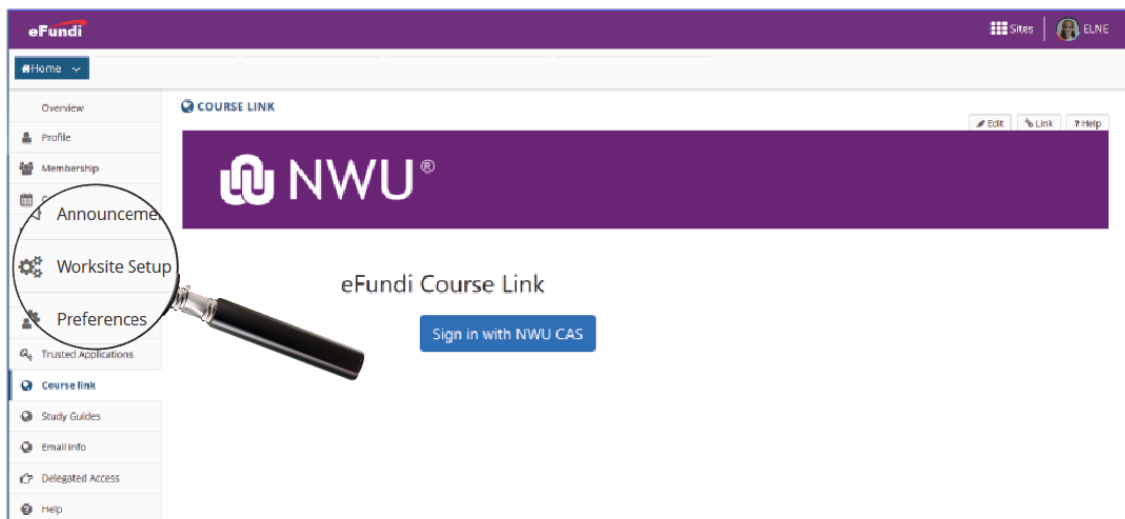 eFundi
Sites
ELNE
Home
Overview
COURSE LINK
Edit
Link
? Help
Profile
Membership
NWU®
Announceme
Worksite Setup
Preferences
eFundi Course Link
Sign in with NWU CAS
Trusted Applications
Course link
Study Guides
Email info
Delegated Access
Help